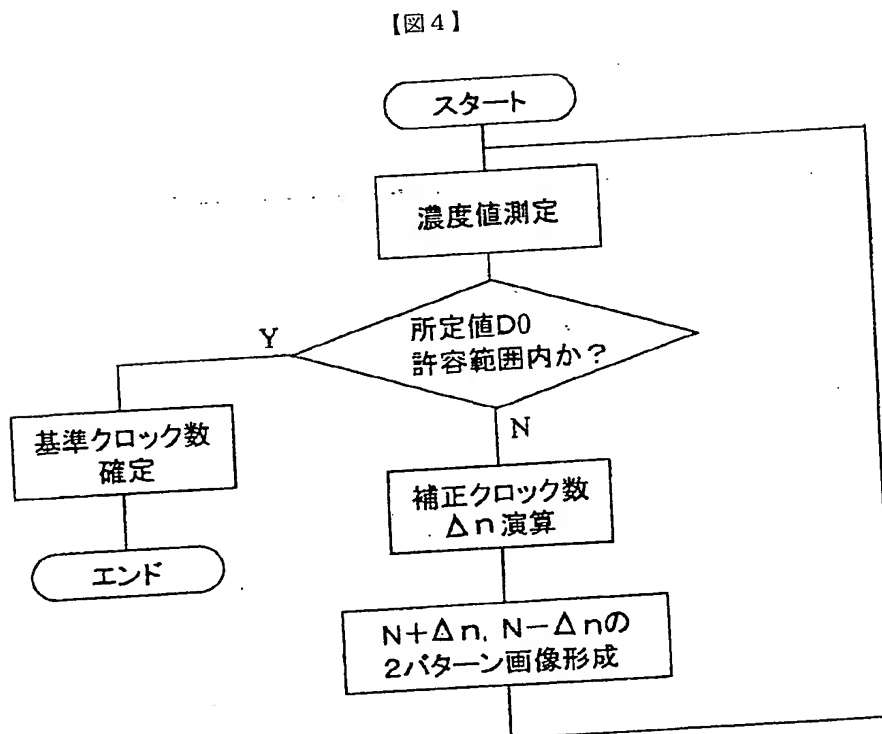 【図4】
スタート
濃度値測定
所定値D0
許容範囲内か?
Y
N
基準クロック数
確定
補正クロック数
Δn演算
エンド
N+Δn, N-Δnの
2パターン画像形成